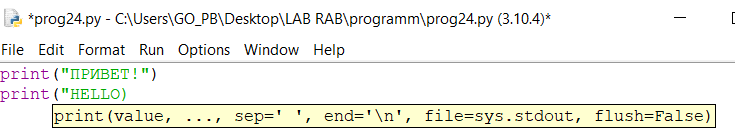 *prog24.py - C:\Users\GO_PB\Desktop\LAB RAB\programm\prog24.py (3.10.4)*
File Edit Format Run Options Window Help
print("ПРИВЕТ!")
print("HELLO)
print(value, ..., sep=' ', end='\n', file=sys.stdout, flush=False)